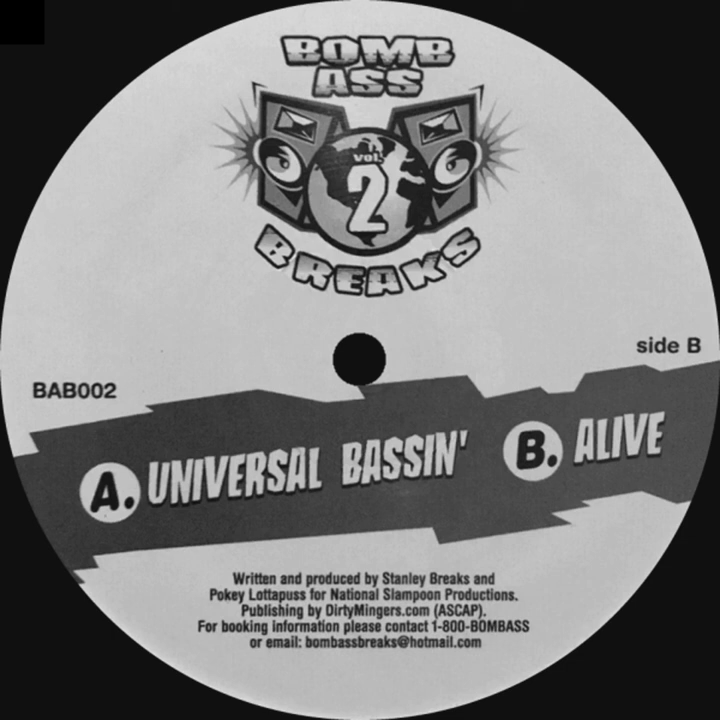 BOMB
ASS
vol.
2
BREAKS
side B
BAB002
A. UNIVERSAL BASSIN' B. ALIVE
Written and produced by Stanley Breaks and
Pokey Lottapuss for National Slampoon Productions.
Publishing by DirtyMingers.com (ASCAP).
For booking information please contact 1-800-BOMBASS
or email: bombassbreaks@hotmail.com